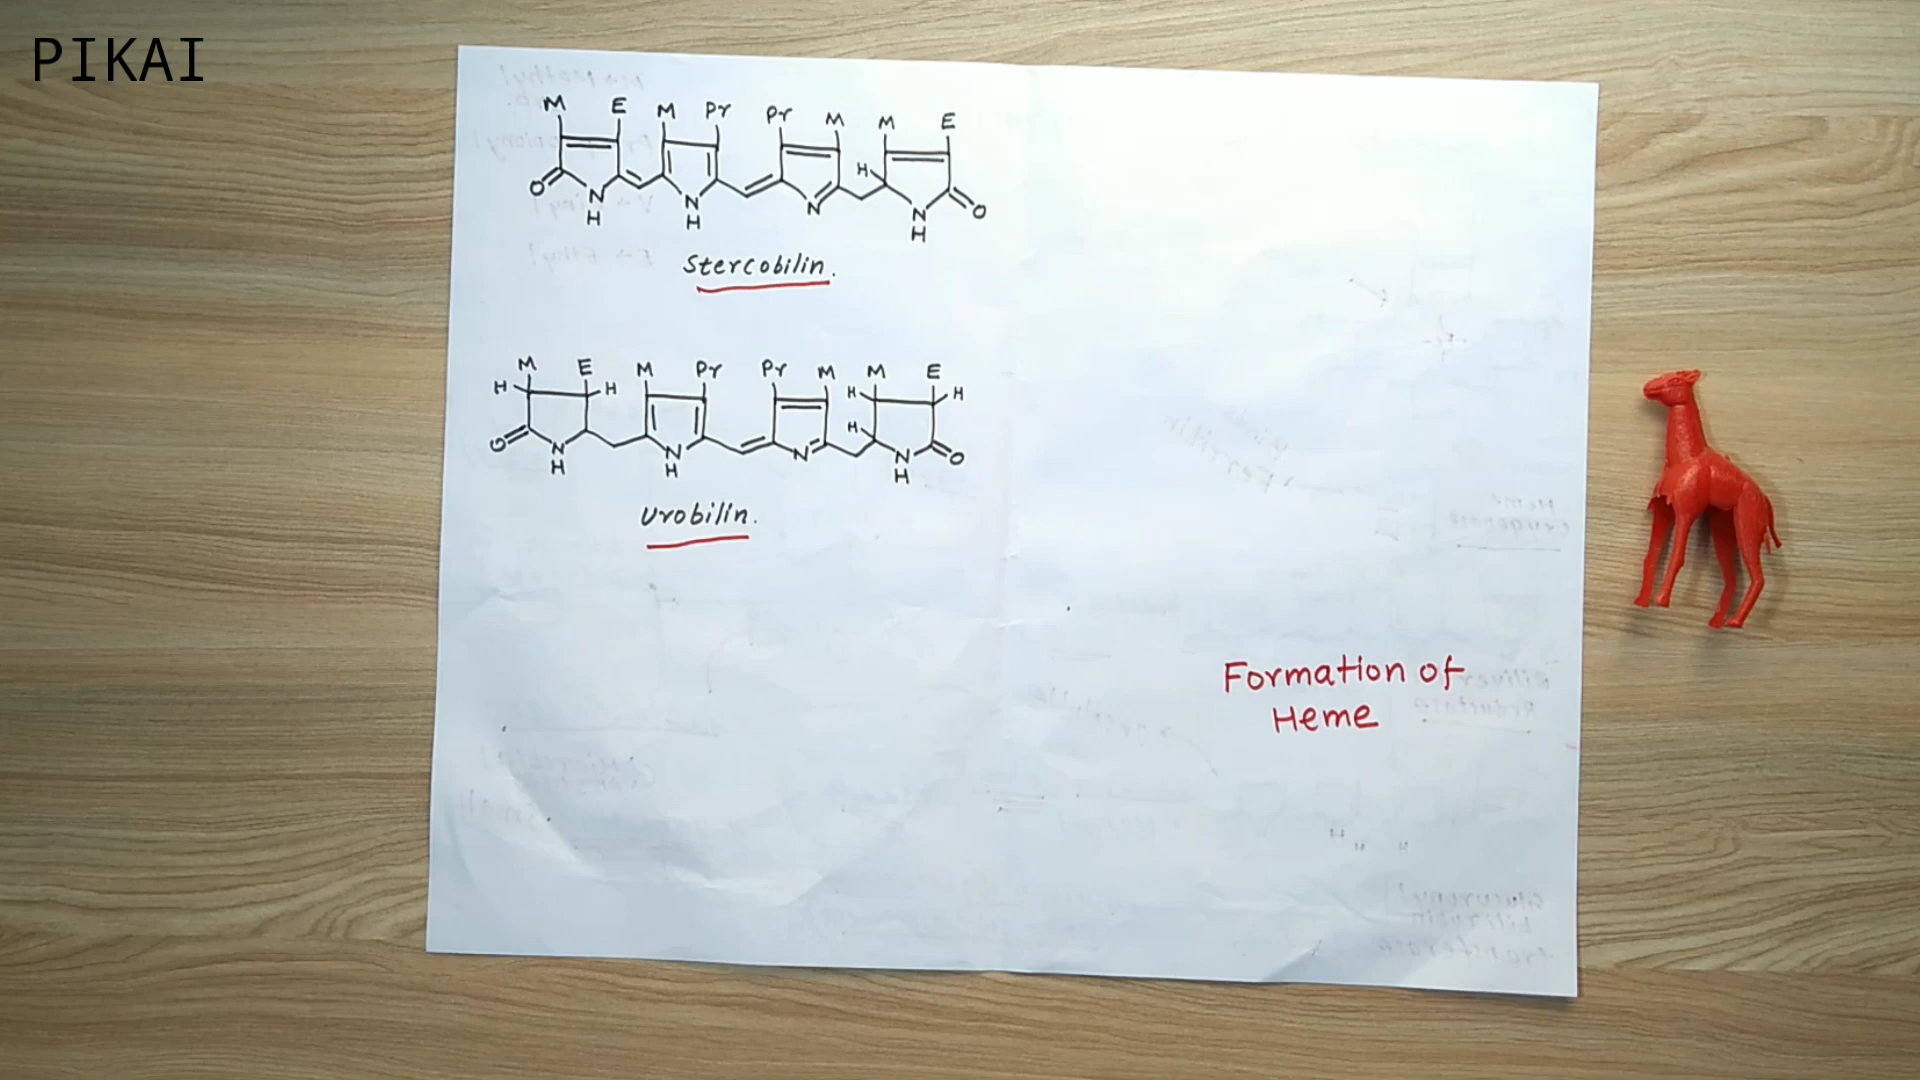 PIKAI
M E M Pr Pr M M E
H
O N N N N O
H H H
Stercobilin.
M E M Pr Pr M M E
H H H H
H
O N N N N O
H H H
Urobilin.
Formation of
Heme